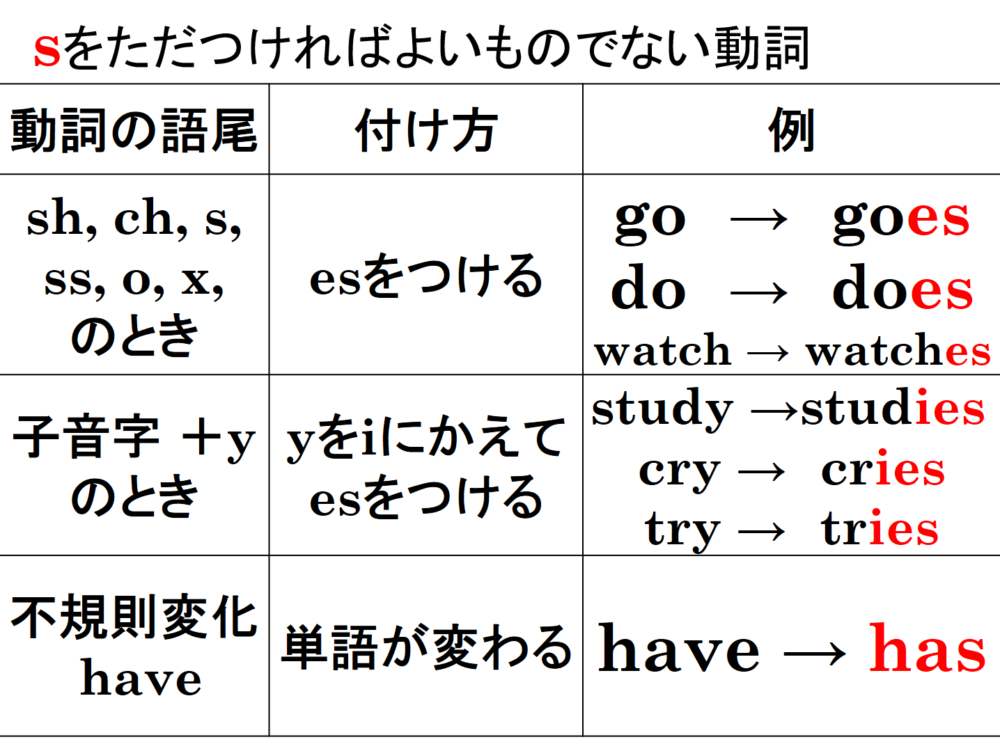 sをただつければよいものでない動詞
動詞の語尾 付け方 例
sh, ch, s,
ss, o, x,
のとき
esをつける
go → goes
do → does
watch → watches
子音字 +y
のとき
yをiにかえて
esをつける
study →studies
cry → cries
try → tries
不規則変化
have
単語が変わる
have → has